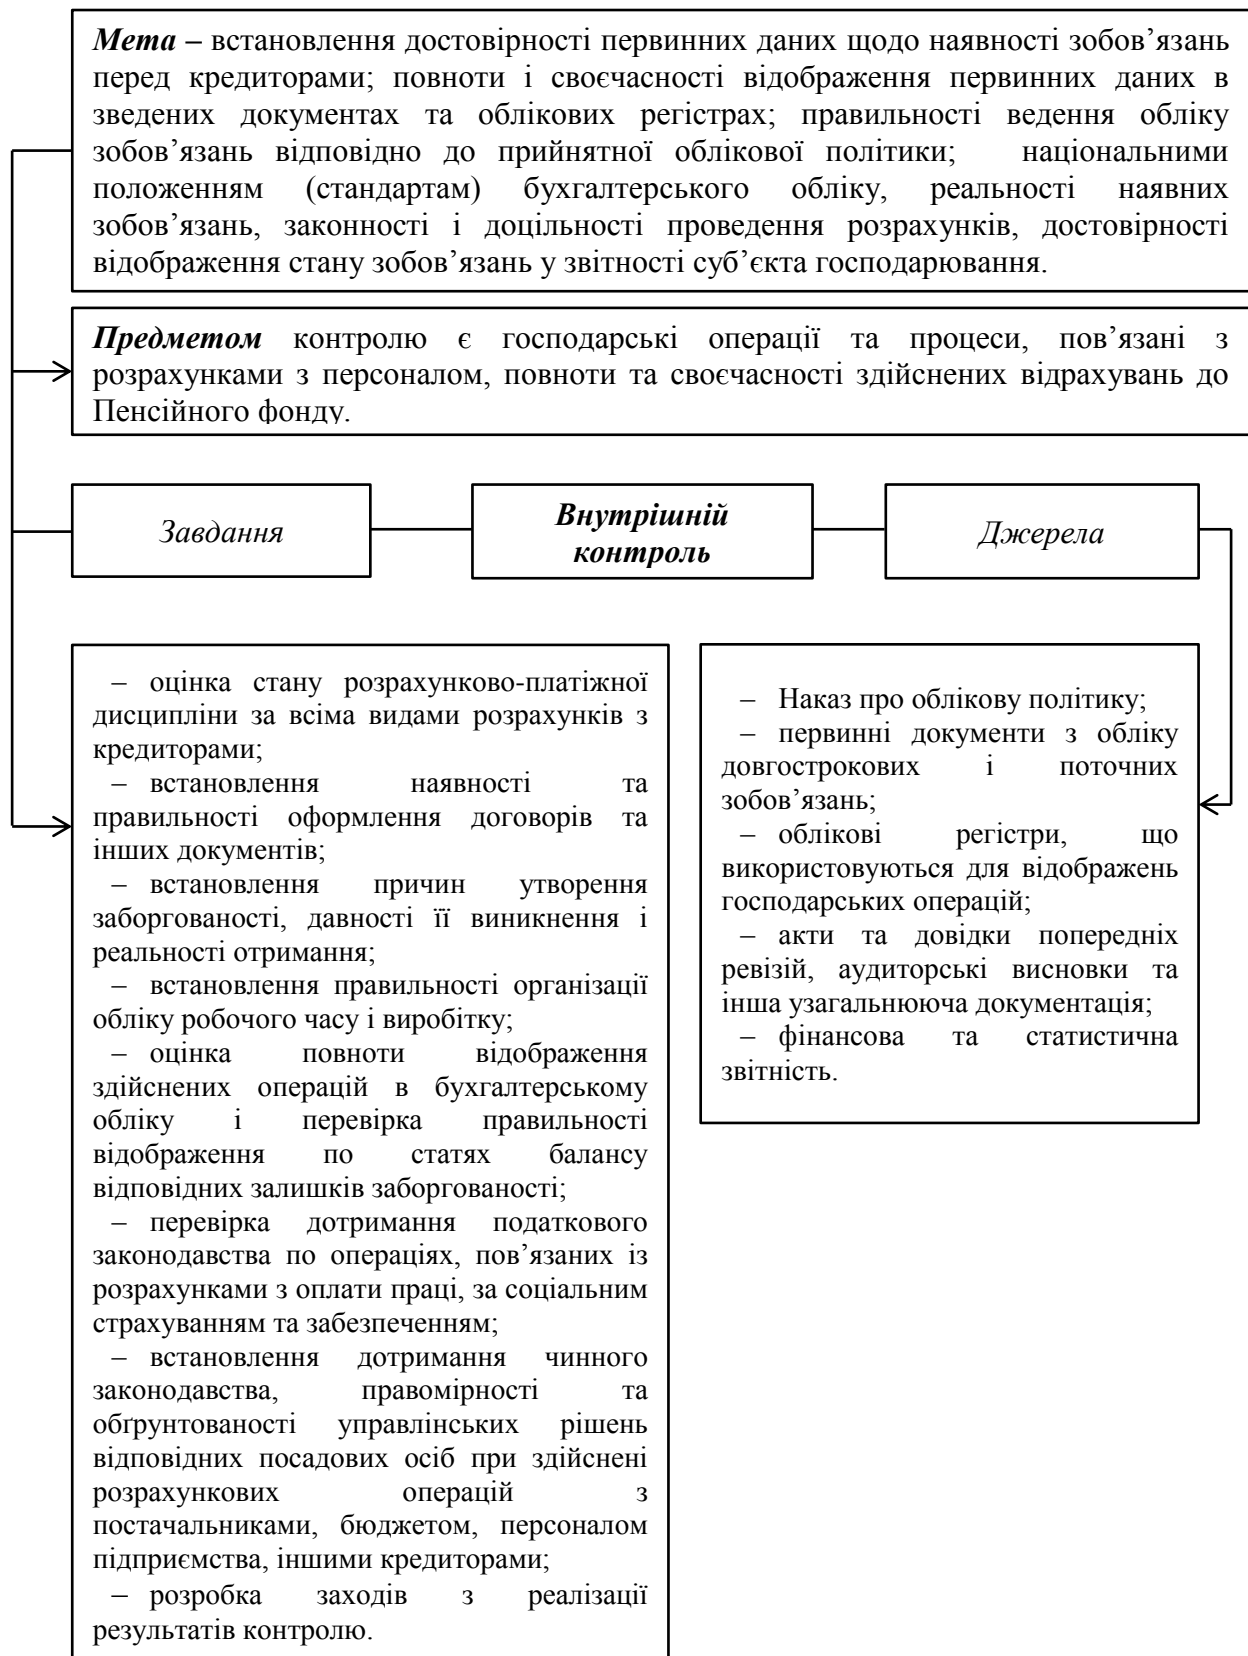 Мета – встановлення достовірності первинних даних щодо наявності зобов’язань
перед кредиторами; повноти і своєчасності відображення первинних даних в
зведених документах та облікових регістрах; правильності ведення обліку
зобов’язань відповідно до прийнятної облікової політики; національними
положенням (стандартам) бухгалтерського обліку, реальності наявних
зобов’язань, законності і доцільності проведення розрахунків, достовірності
відображення стану зобов’язань у звітності суб’єкта господарювання.
Предметом контролю є господарські операції та процеси, пов’язані з
розрахунками з персоналом, повноти та своєчасності здійснених відрахувань до
Пенсійного фонду.
Завдання
Внутрішній
контроль
Джерела
– оцінка стану розрахунково-платіжної
дисципліни за всіма видами розрахунків з
кредиторами;
– встановлення наявності та
правильності оформлення договорів та
інших документів;
– встановлення причин утворення
заборгованості, давності її виникнення і
реальності отримання;
– встановлення правильності організації
обліку робочого часу і виробітку;
– оцінка повноти відображення
здійснених операцій в бухгалтерському
обліку і перевірка правильності
відображення по статях балансу
відповідних залишків заборгованості;
– перевірка дотримання податкового
законодавства по операціях, пов’язаних із
розрахунками з оплати праці, за соціальним
страхуванням та забезпеченням;
– встановлення дотримання чинного
законодавства, правомірності та
обґрунтованості управлінських рішень
відповідних посадових осіб при здійснені
розрахункових операцій з
постачальниками, бюджетом, персоналом
підприємства, іншими кредиторами;
– розробка заходів з реалізації
результатів контролю.
– Наказ про облікову політику;
– первинні документи з обліку
довгострокових і поточних
зобов’язань;
– облікові регістри, що
використовуються для відображень
господарських операцій;
– акти та довідки попередніх
ревізій, аудиторські висновки та
інша узагальнююча документація;
– фінансова та статистична
звітність.